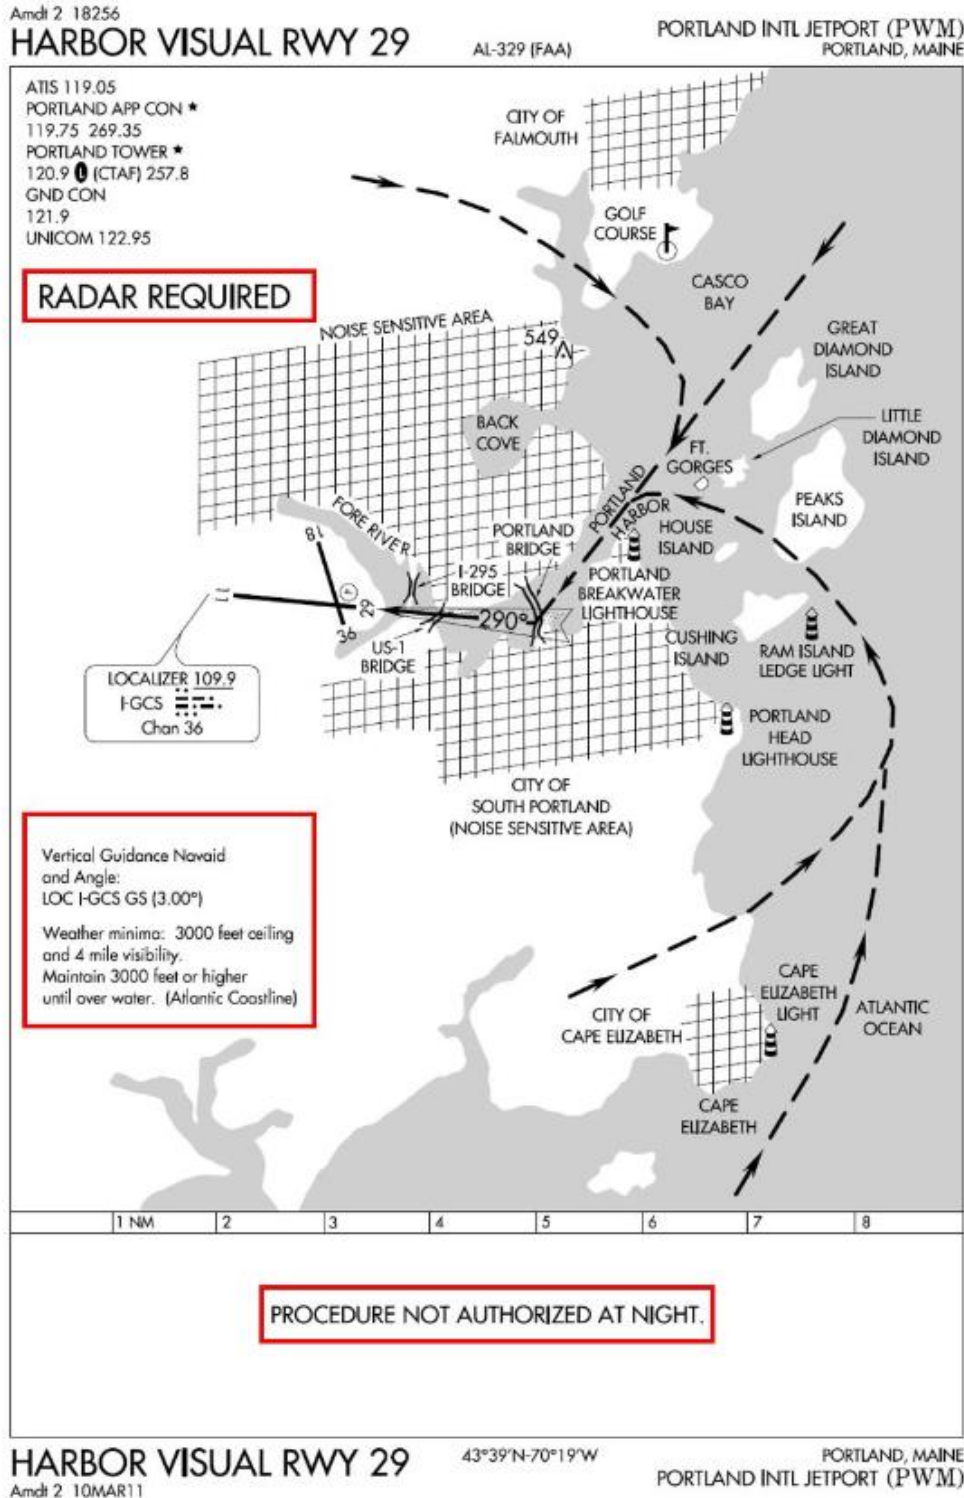 Amdt 2 18256
HARBOR VISUAL RWY 29
AL-329 (FAA)
PORTLAND INTL JETPORT (PWM)
PORTLAND, MAINE
ATIS 119.05
PORTLAND APP CON ★
119.75 269.35
PORTLAND TOWER ★
120.9 L (CTAF) 257.8
GND CON
121.9
UNICOM 122.95
RADAR REQUIRED
CITY OF
FALMOUTH
GOLF
COURSE
CASCO
BAY
NOISE SENSITIVE AREA
549
GREAT
DIAMOND
ISLAND
LITTLE
DIAMOND
ISLAND
BACK
COVE
FT.
GORGES
PEAKS
ISLAND
PORTLAND
HARBOR
HOUSE
ISLAND
FORE RIVER
PORTLAND
BRIDGE
I-295
BRIDGE
PORTLAND
BREAKWATER
LIGHTHOUSE
18
11
29
36
290°
US-1
BRIDGE
CUSHING
ISLAND
RAM ISLAND
LEDGE LIGHT
LOCALIZER 109.9
I-GCS
Chan 36
PORTLAND
HEAD
LIGHTHOUSE
CITY OF
SOUTH PORTLAND
(NOISE SENSITIVE AREA)
Vertical Guidance Navaid
and Angle:
LOC I-GCS GS (3.00°)
Weather minima: 3000 feet ceiling
and 4 mile visibility.
Maintain 3000 feet or higher
until over water. (Atlantic Coastline)
CITY OF
CAPE ELIZABETH
CAPE
ELIZABETH
LIGHT
ATLANTIC
OCEAN
CAPE
ELIZABETH
1 NM 2 3 4 5 6 7 8
PROCEDURE NOT AUTHORIZED AT NIGHT.
HARBOR VISUAL RWY 29
Amdt 2 10MAR11
43°39'N-70°19'W
PORTLAND, MAINE
PORTLAND INTL JETPORT (PWM)